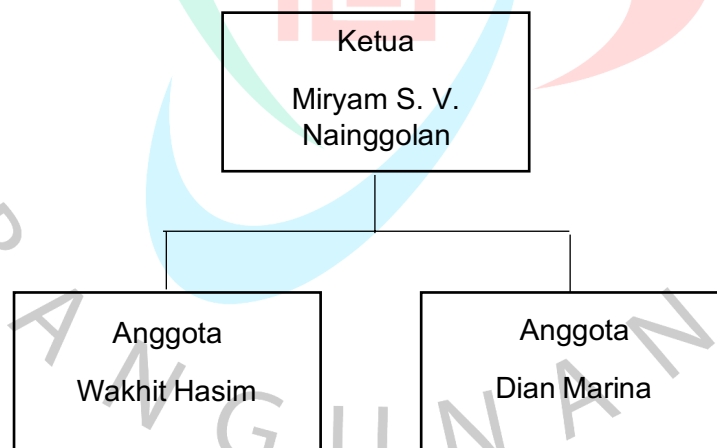 Ketua
Miryam S. V.
Nainggolan
Anggota
Wakhit Hasim
Anggota
Dian Marina